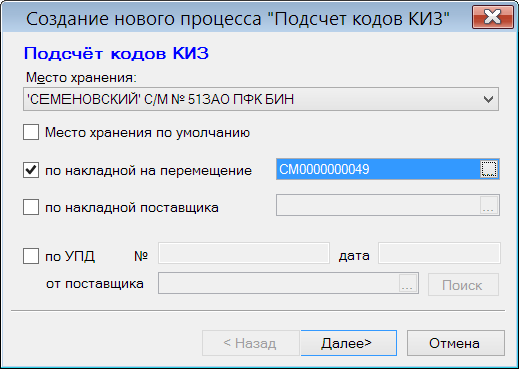 Создание нового процесса "Подсчет кодов КИЗ"
Подсчёт кодов КИЗ
Место хранения:
'СЕМЕНОВСКИЙ' С/М № 51ЗАО ПФК БИН
Место хранения по умолчанию
по накладной на перемещение СМ0000000049 ...
по накладной поставщика ...
по УПД № дата
от поставщика ... Поиск
< Назад Далее> Отмена